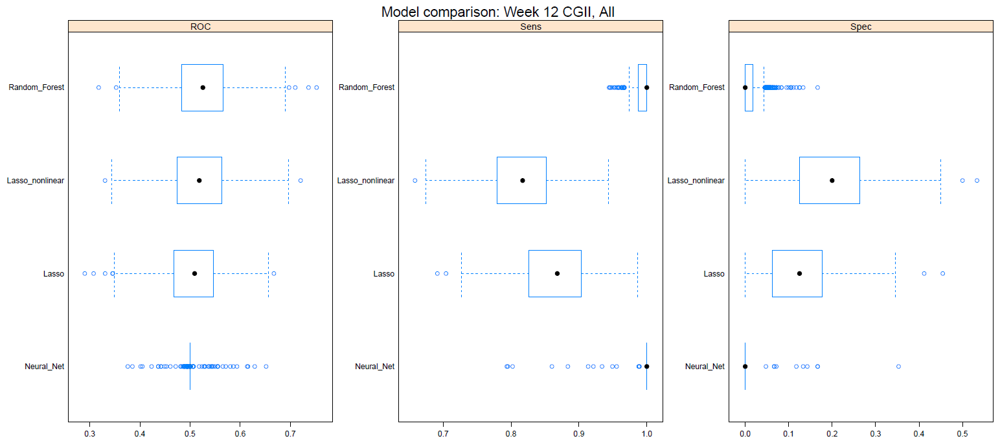 Model comparison: Week 12 CGII, All
ROC
Random_Forest
Lasso_nonlinear
Lasso
Neural_Net
0.3 0.4 0.5 0.6 0.7
Sens
Random_Forest
Lasso_nonlinear
Lasso
Neural_Net
0.7 0.8 0.9 1.0
Spec
Random_Forest
Lasso_nonlinear
Lasso
Neural_Net
0.0 0.1 0.2 0.3 0.4 0.5